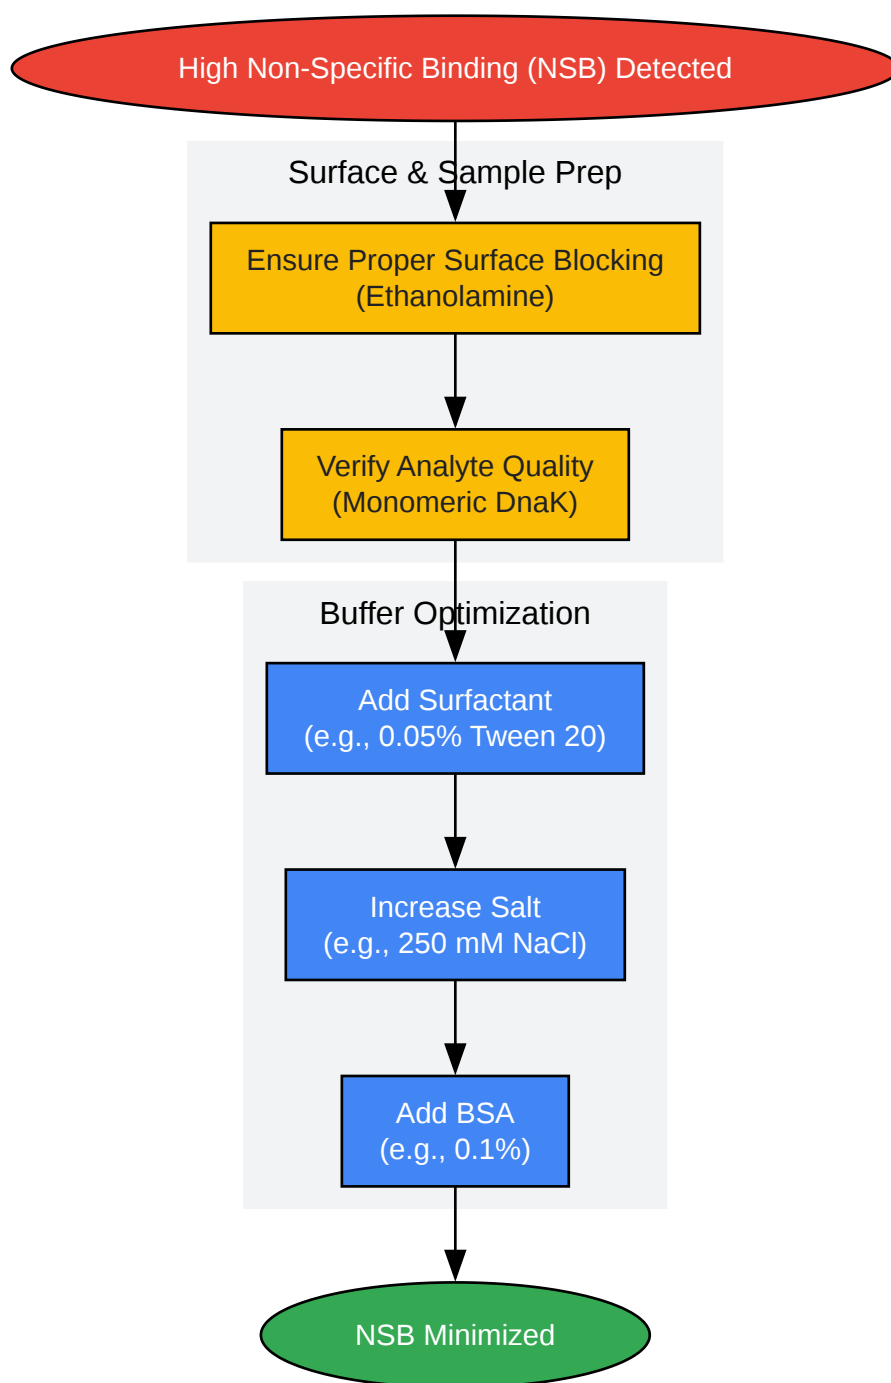 High Non-Specific Binding (NSB) Detected
Surface & Sample Prep
Ensure Proper Surface Blocking
(Ethanolamine)
Verify Analyte Quality
(Monomeric DnaK)
Buffer Optimization
Add Surfactant
(e.g., 0.05% Tween 20)
Increase Salt
(e.g., 250 mM NaCl)
Add BSA
(e.g., 0.1%)
NSB Minimized